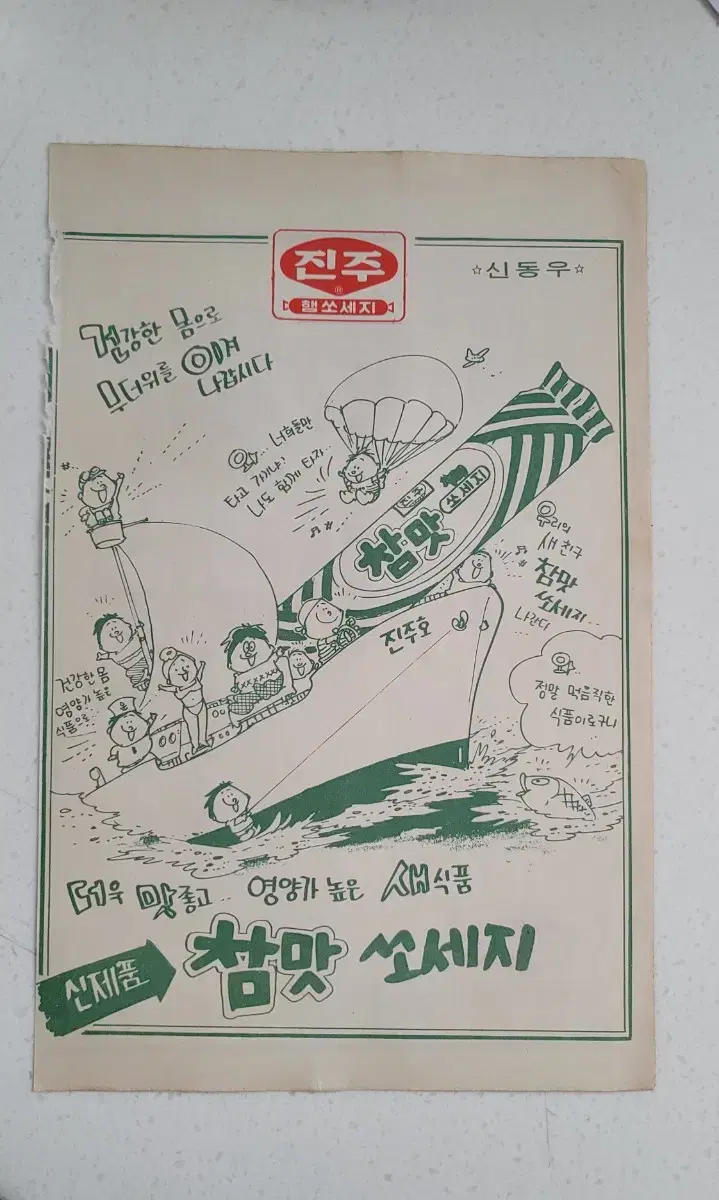 진주
®
햄쏘세지
☆신동우☆
건강한 몸으로
무더위를 이겨
나갑시다
와... 너희들만
타고 가기냐!
나도 함께 타자...
진주
쏘세지
참맛
우리의
새 친구
참맛
쏘세지...
나간다
진주호
건강한 몸
영양가 높은
식품으로...
와...
정말 먹음직한
식품이로구나
더욱 맛좋고.. 영양가 높은 새식품
신제품
참맛 쏘세지